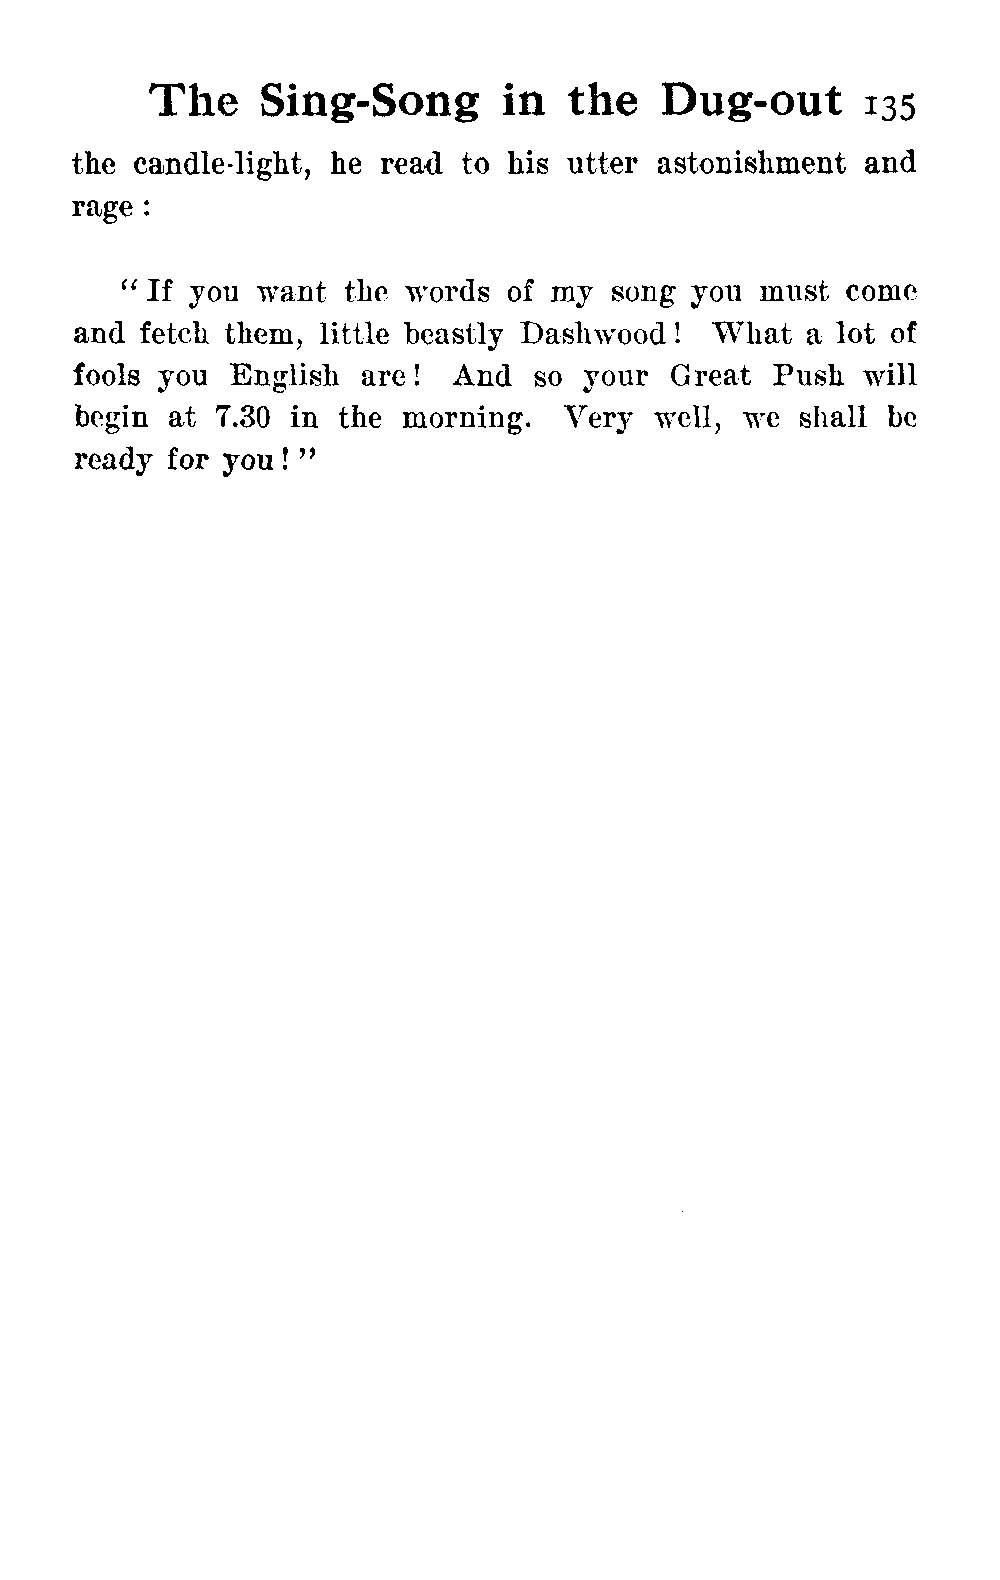 The Sing-Song in the Dug-out 135
the candle-light, he read to his utter astonishment and
rage :
" If you want the words of my song you must come
and fetch them, little beastly Dashwood! What a lot of
fools you English are! And so your Great Push will
begin at 7.30 in the morning. Very well, we shall be
ready for you! "